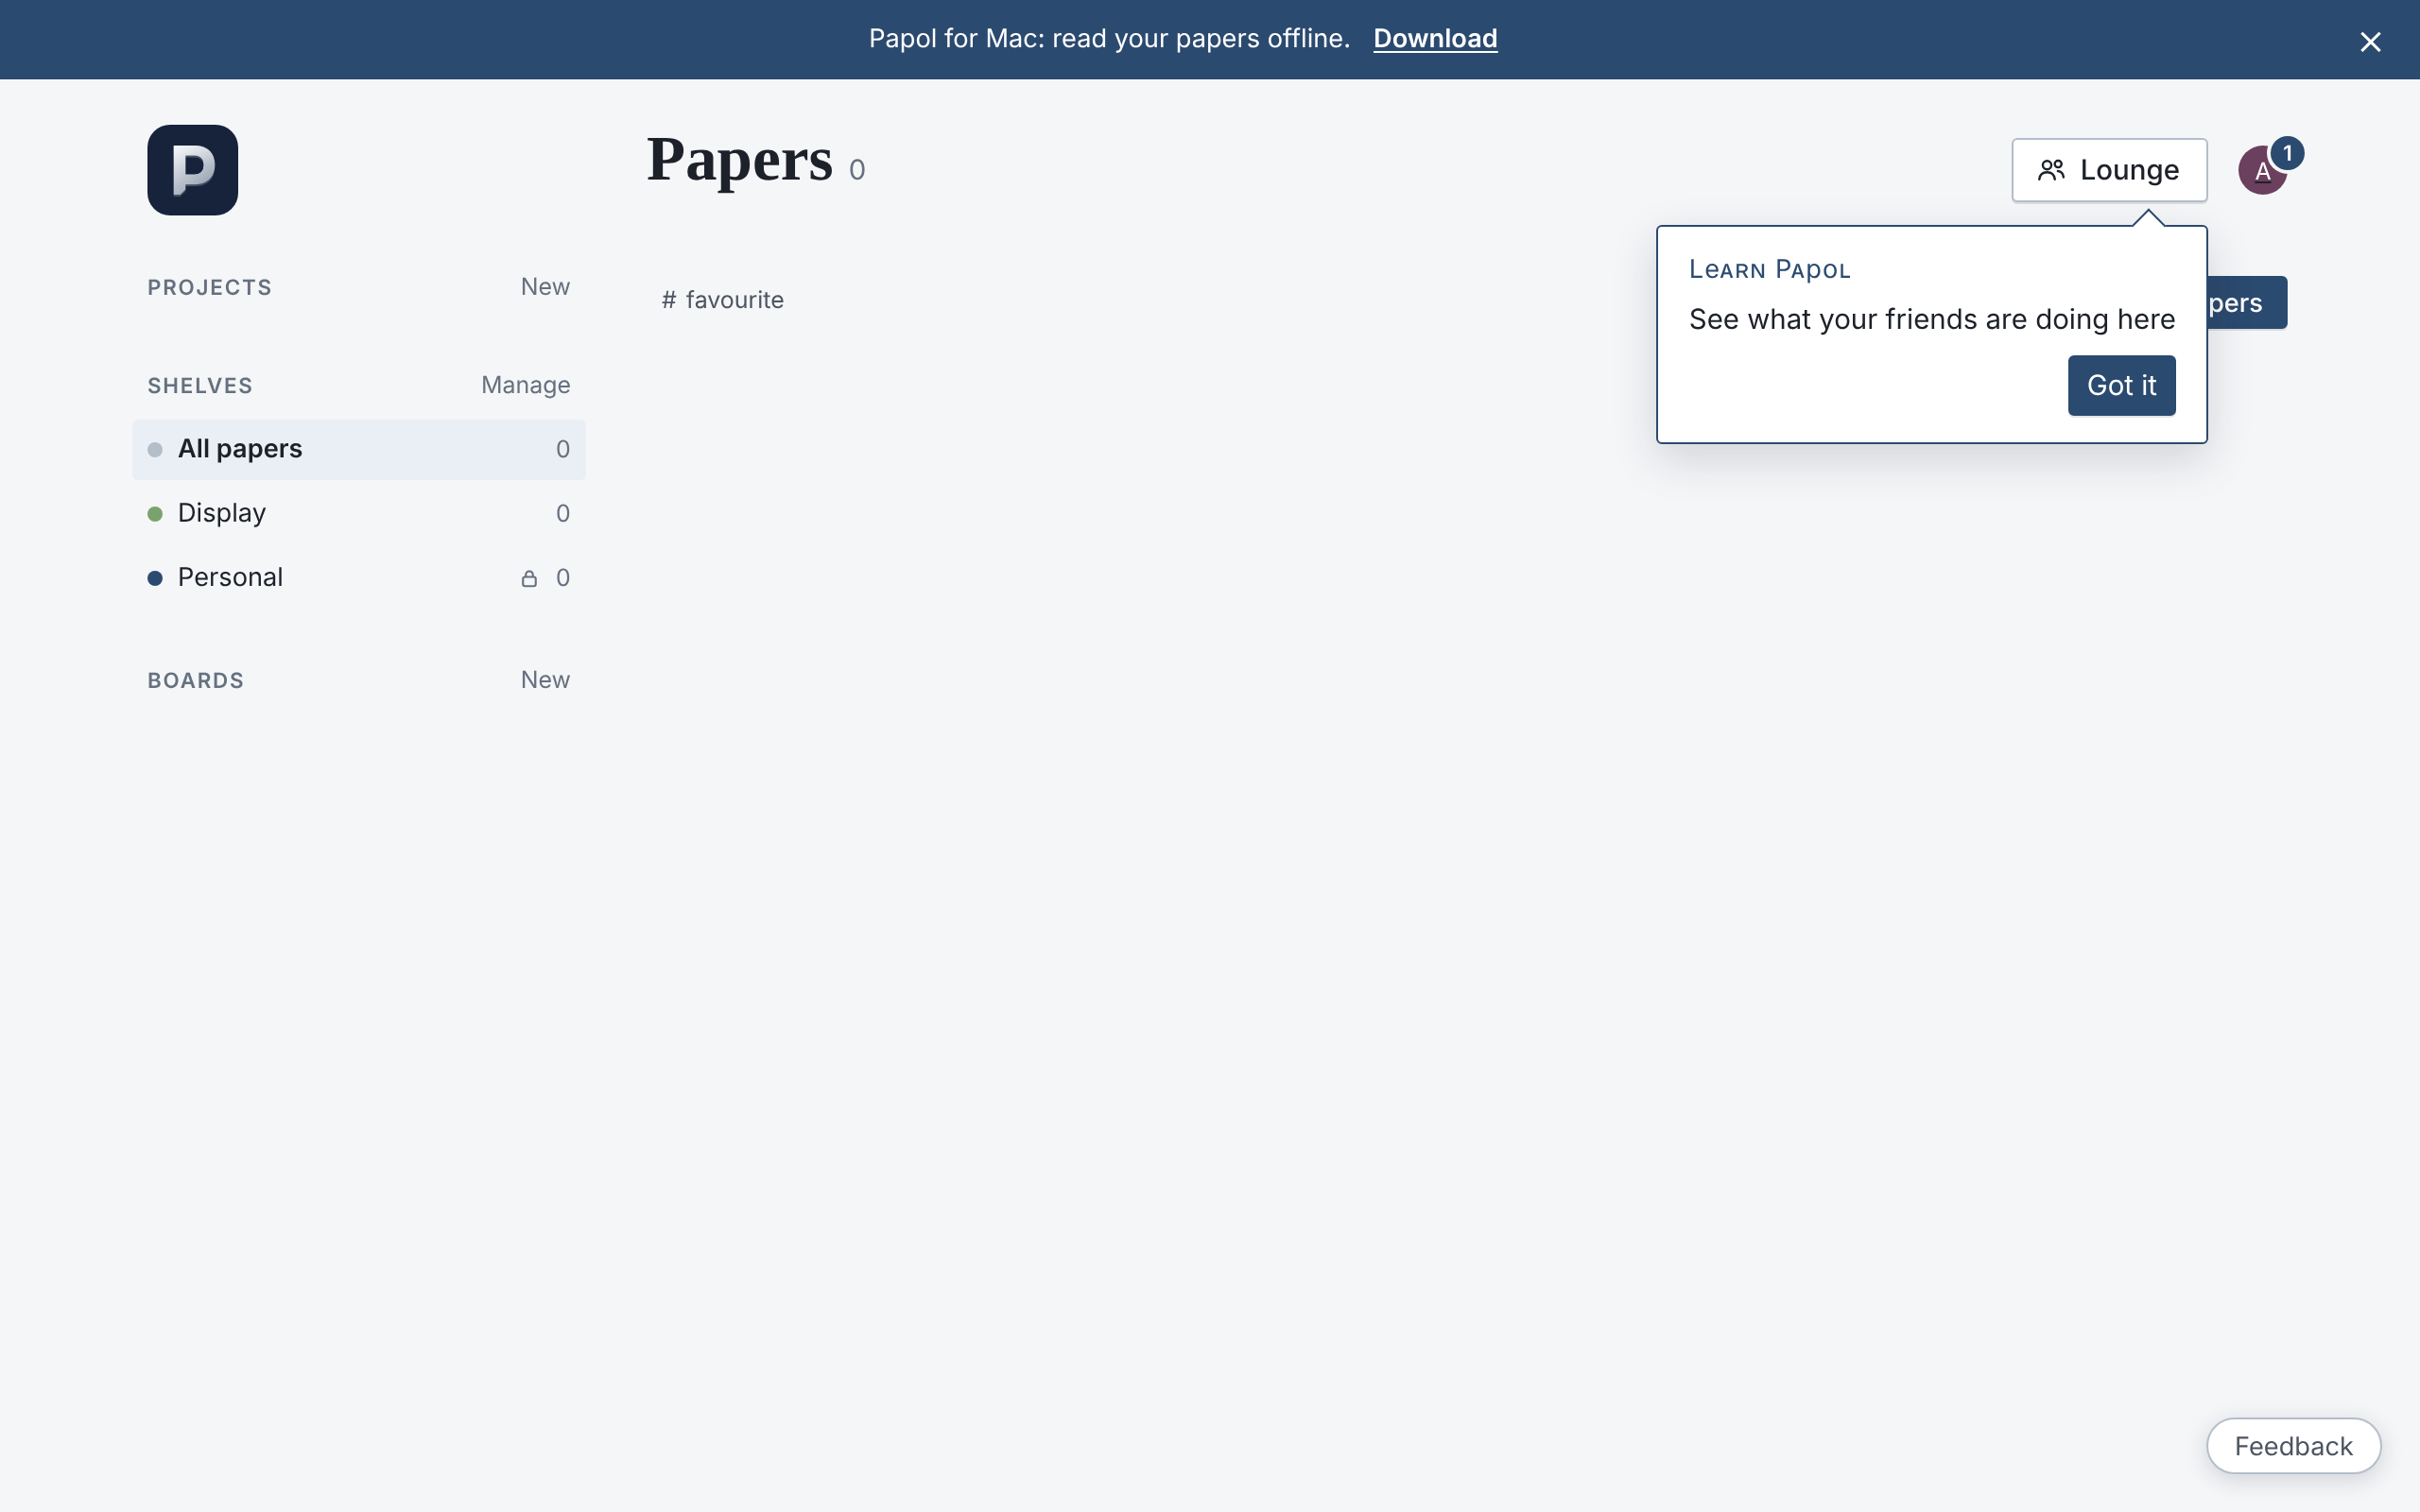 Papol for Mac: read your papers offline. Download
P
Papers 0
Lounge
A
1
PROJECTS New
# favourite
Learn Papol
See what your friends are doing here
Got it
pers
SHELVES Manage
All papers 0
Display 0
Personal 0
BOARDS New
Feedback